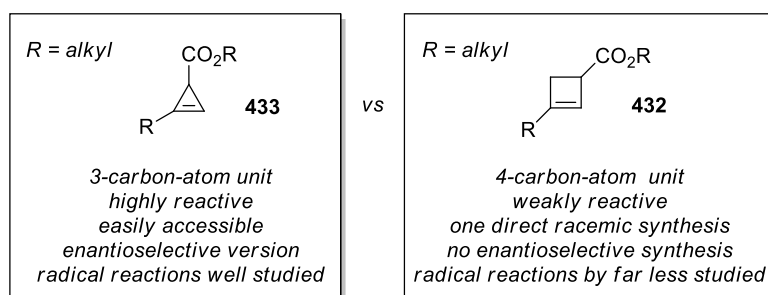 R = alkyl
CO2R
R
433
3-carbon-atom unit
highly reactive
easily accessible
enantioselective version
radical reactions well studied
vs
R = alkyl
CO2R
R
432
4-carbon-atom unit
weakly reactive
one direct racemic synthesis
no enantioselective synthesis
radical reactions by far less studied